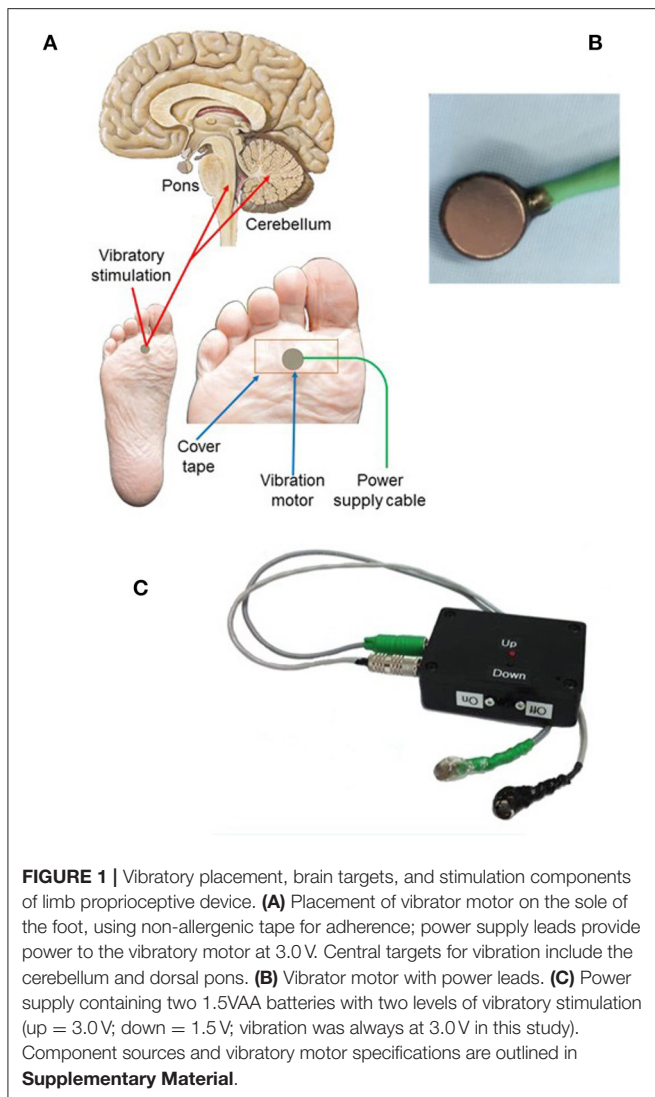 A
B
Pons
Cerebellum
Vibratory
stimulation
Cover
tape
Vibration
motor
Power
supply cable
C
Up
Down
On
Off
FIGURE 1 | Vibratory placement, brain targets, and stimulation components
of limb proprioceptive device. (A) Placement of vibrator motor on the sole of
the foot, using non-allergenic tape for adherence; power supply leads provide
power to the vibratory motor at 3.0 V. Central targets for vibration include the
cerebellum and dorsal pons. (B) Vibrator motor with power leads. (C) Power
supply containing two 1.5VAA batteries with two levels of vibratory stimulation
(up = 3.0 V; down = 1.5 V; vibration was always at 3.0 V in this study).
Component sources and vibratory motor specifications are outlined in
Supplementary Material.